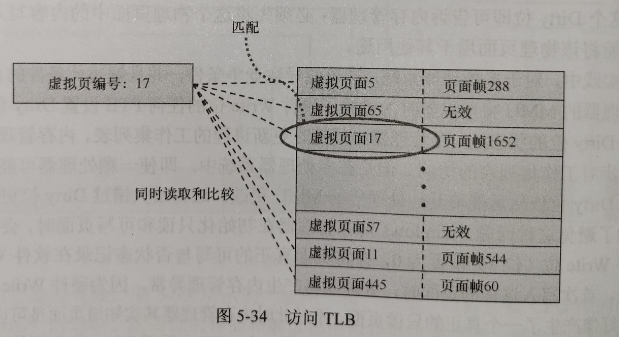 匹配
虚拟页编号：17
虚拟页面5 页面帧288
虚拟页面65 无效
虚拟页面17 页面帧1652
同时读取和比较
虚拟页面57 无效
虚拟页面11 页面帧544
虚拟页面445 页面帧60
图 5-34 访问 TLB